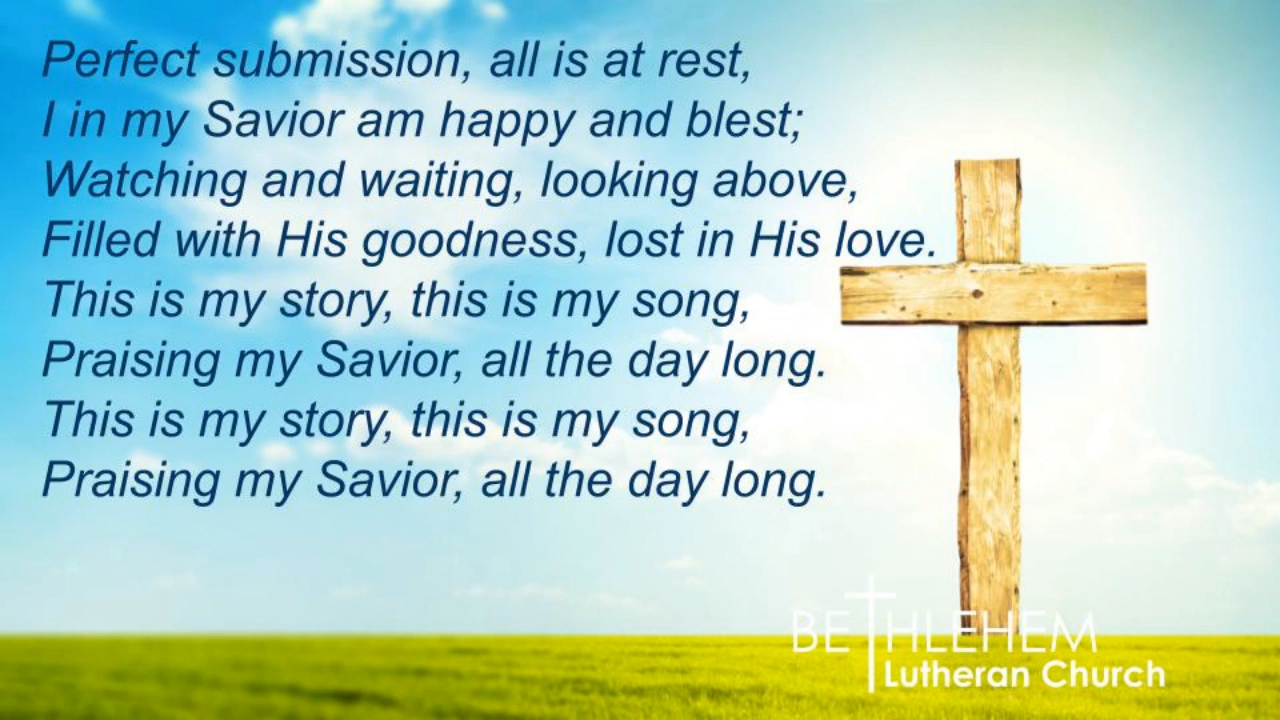 Perfect submission, all is at rest,
I in my Savior am happy and blest;
Watching and waiting, looking above,
Filled with His goodness, lost in His love.
This is my story, this is my song,
Praising my Savior, all the day long.
This is my story, this is my song,
Praising my Savior, all the day long.
BETHLEHEM
Lutheran Church